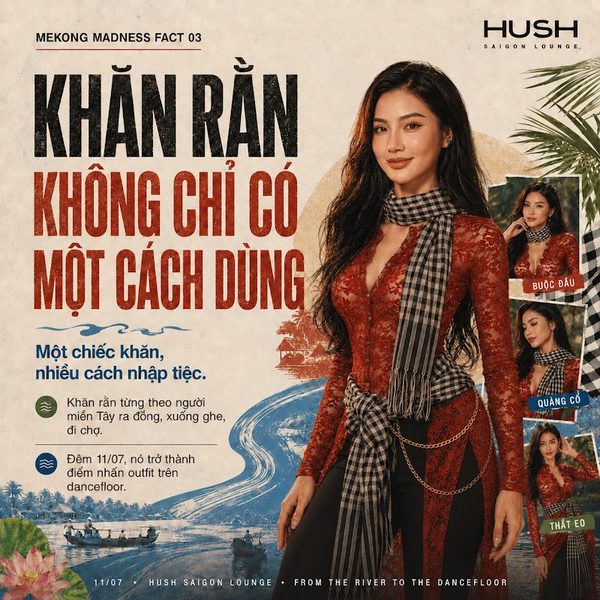 MEKONG MADNESS FACT 03
HUSH
SAIGON LOUNGE
KHĂN RẰN
KHÔNG CHỈ CÓ
MỘT CÁCH DÙNG
Một chiếc khăn,
nhiều cách nhập tiệc.
Khăn rằn từng theo người
miền Tây ra đồng, xuống ghe,
đi chợ.
Đêm 11/07, nó trở thành
điểm nhấn outfit trên
dancefloor.
BUỘC ĐẦU
QUÀNG CỔ
THẮT EO
11/07 • HUSH SAIGON LOUNGE • FROM THE RIVER TO THE DANCEFLOOR